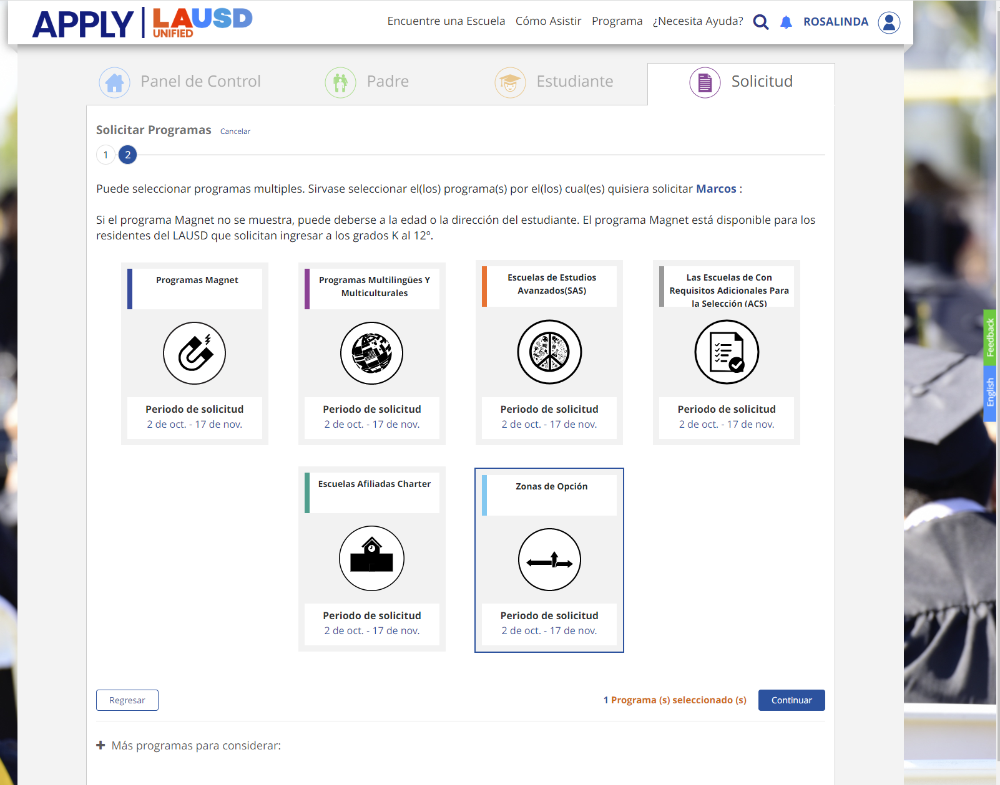 APPLY LAUSD UNIFIED
Encuentre una Escuela Cómo Asistir Programa ¿Necesita Ayuda? ROSALINDA
Panel de Control Padre Estudiante Solicitud
Solicitar Programas Cancelar
1 2
Puede seleccionar programas multiples. Sirvase seleccionar el(los) programa(s) por el(los) cual(es) quisiera solicitar Marcos :
Si el programa Magnet no se muestra, puede deberse a la edad o la dirección del estudiante. El programa Magnet está disponible para los
residentes del LAUSD que solicitan ingresar a los grados K al 12º.
Programas Magnet
Periodo de solicitud
2 de oct. - 17 de nov.
Programas Multilingües Y
Multiculturales
Periodo de solicitud
2 de oct. - 17 de nov.
Escuelas de Estudios
Avanzados(SAS)
Periodo de solicitud
2 de oct. - 17 de nov.
Las Escuelas de Con
Requisitos Adicionales Para
la Selección (ACS)
Periodo de solicitud
2 de oct. - 17 de nov.
Escuelas Afiliadas Charter
Periodo de solicitud
2 de oct. - 17 de nov.
Zonas de Opción
Periodo de solicitud
2 de oct. - 17 de nov.
Feedback
English
Regresar 1 Programa (s) seleccionado (s) Continuar
Más programas para considerar: